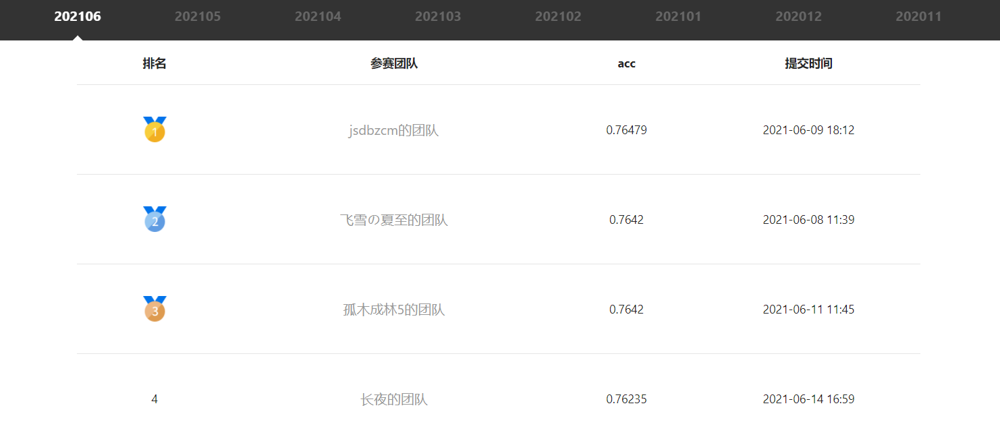 202106 202105 202104 202103 202102 202101 202012 202011
排名 参赛团队 acc 提交时间
1 jsdbzcm的团队 0.76479 2021-06-09 18:12
2 飞雪の夏至的团队 0.7642 2021-06-08 11:39
3 孤木成林5的团队 0.7642 2021-06-11 11:45
4 长夜的团队 0.76235 2021-06-14 16:59